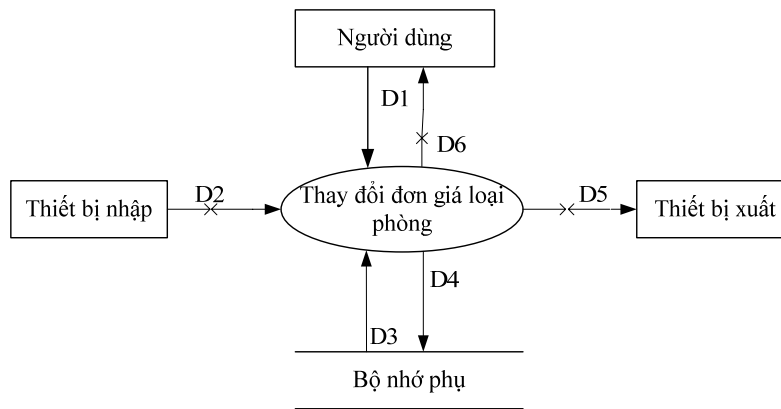 Người dùng
D1
D6
D2
Thiết bị nhập
Thay đổi đơn giá loại
phòng
D5
Thiết bị xuất
D4
D3
Bộ nhớ phụ